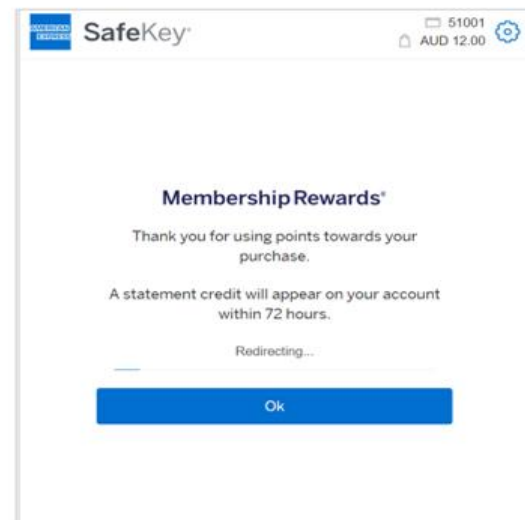 AMERICAN EXPRESS
SafeKey
51001
AUD 12.00
Membership Rewards®
Thank you for using points towards your
purchase.
A statement credit will appear on your account
within 72 hours.
Redirecting...
Ok